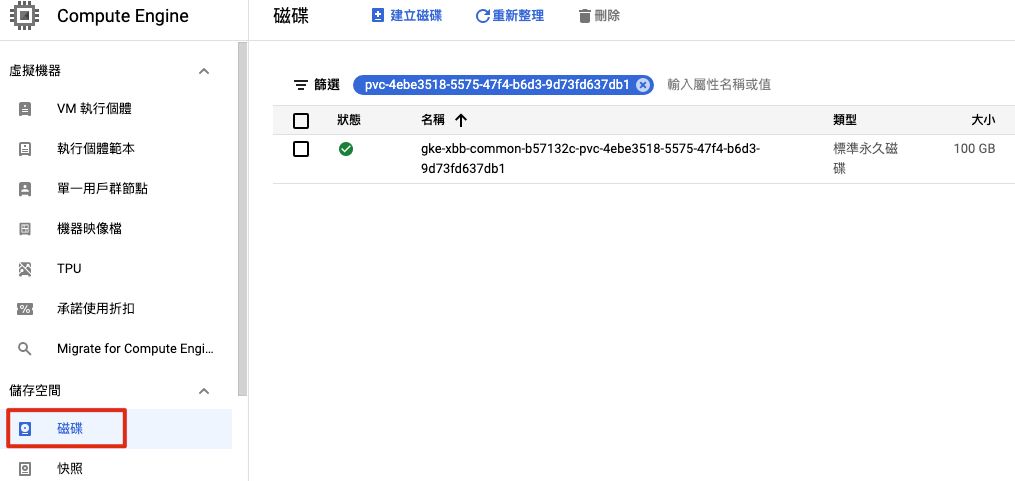 Compute Engine
磁碟
建立磁碟
重新整理
刪除
虛擬機器
VM 執行個體
執行個體範本
單一用戶群節點
機器映像檔
TPU
承諾使用折扣
Migrate for Compute Engi...
儲存空間
磁碟
快照
篩選
pvc-4ebe3518-5575-47f4-b6d3-9d73fd637db1
輸入屬性名稱或值
狀態
名稱
類型
大小
gke-xbb-common-b57132c-pvc-4ebe3518-5575-47f4-b6d3-
9d73fd637db1
標準永久磁
碟
100 GB